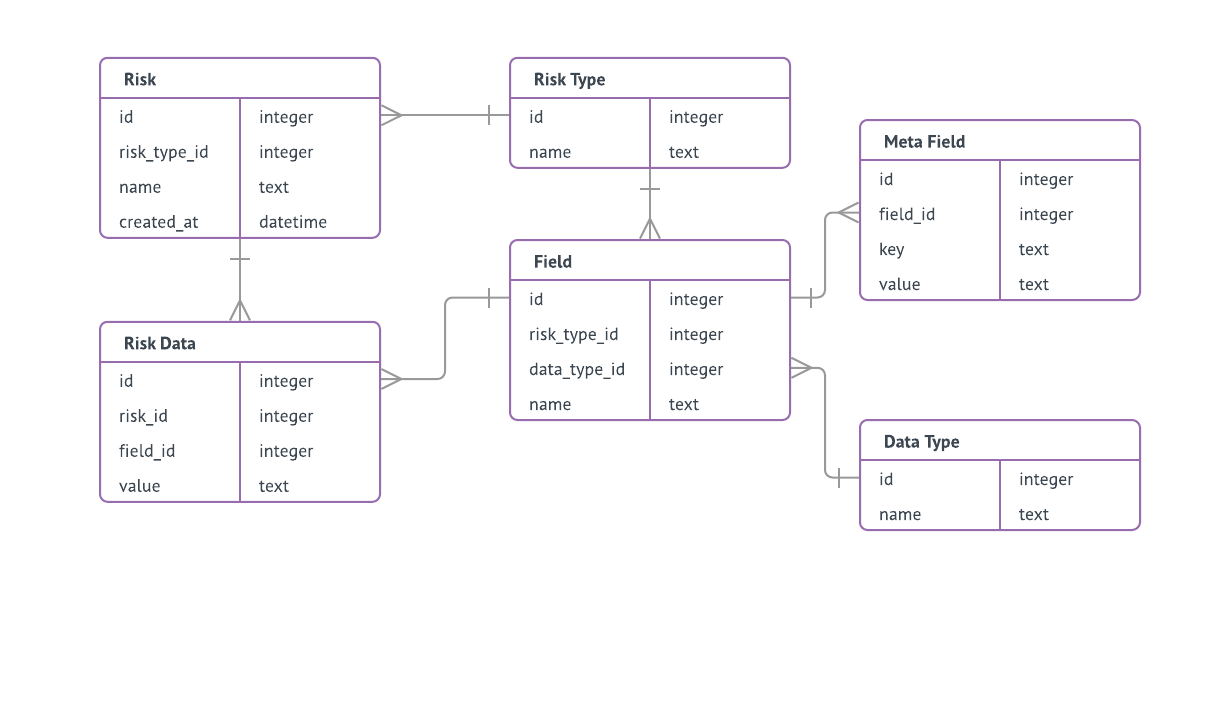 Risk
id integer
risk_type_id integer
name text
created_at datetime
Risk Type
id integer
name text
Meta Field
id integer
field_id integer
key text
value text
Field
id integer
risk_type_id integer
data_type_id integer
name text
Risk Data
id integer
risk_id integer
field_id integer
value text
Data Type
id integer
name text